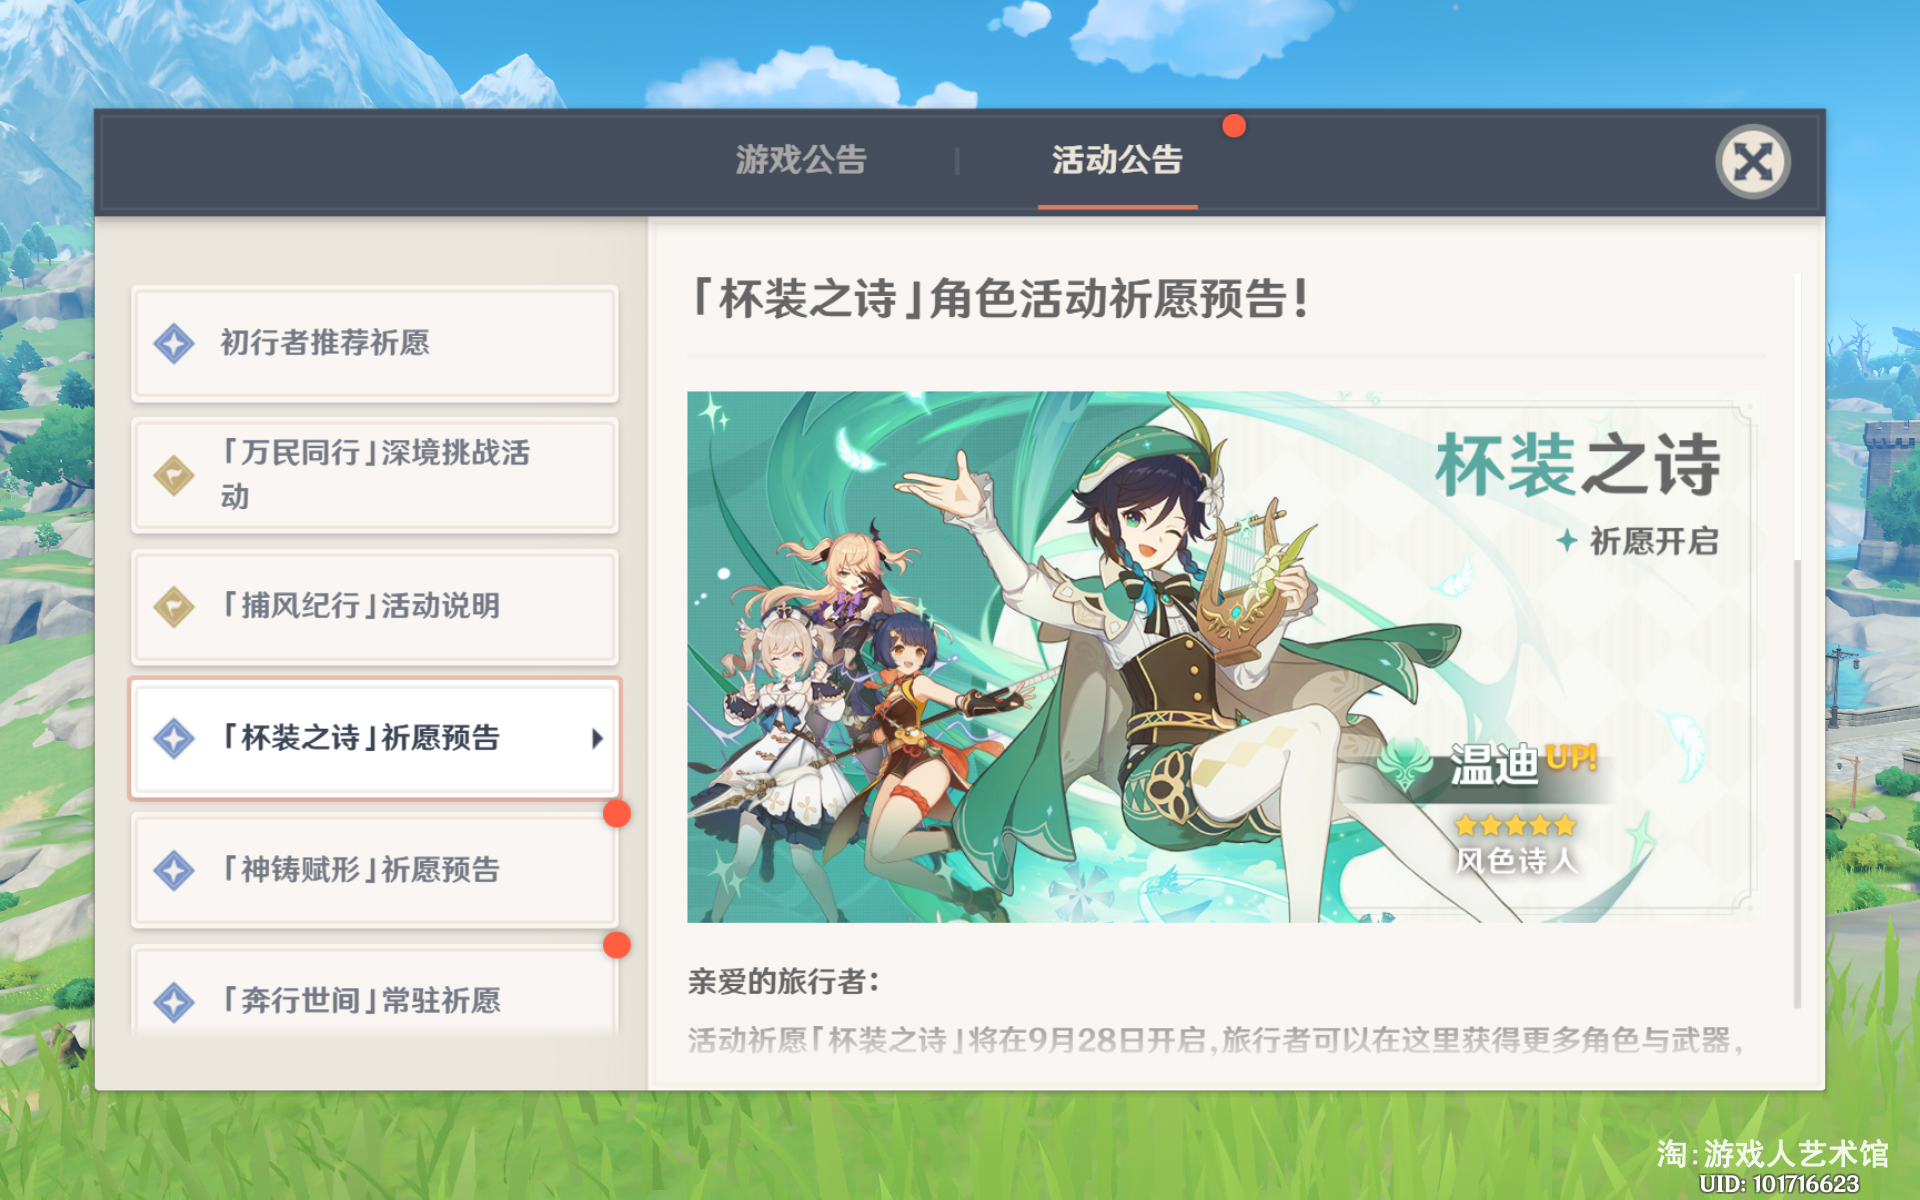 游戏公告
活动公告
初行者推荐祈愿
「万民同行」深境挑战活
动
「捕风纪行」活动说明
「杯装之诗」祈愿预告
「神铸赋形」祈愿预告
「奔行世间」常驻祈愿
「杯装之诗」角色活动祈愿预告!
杯装之诗
祈愿开启
温迪 UP!
风色诗人
亲爱的旅行者:
活动祈愿「杯装之诗」将在9月28日开启,旅行者可以在这里获得更多角色与武器,
淘:游戏人艺术馆
UID: 101716623